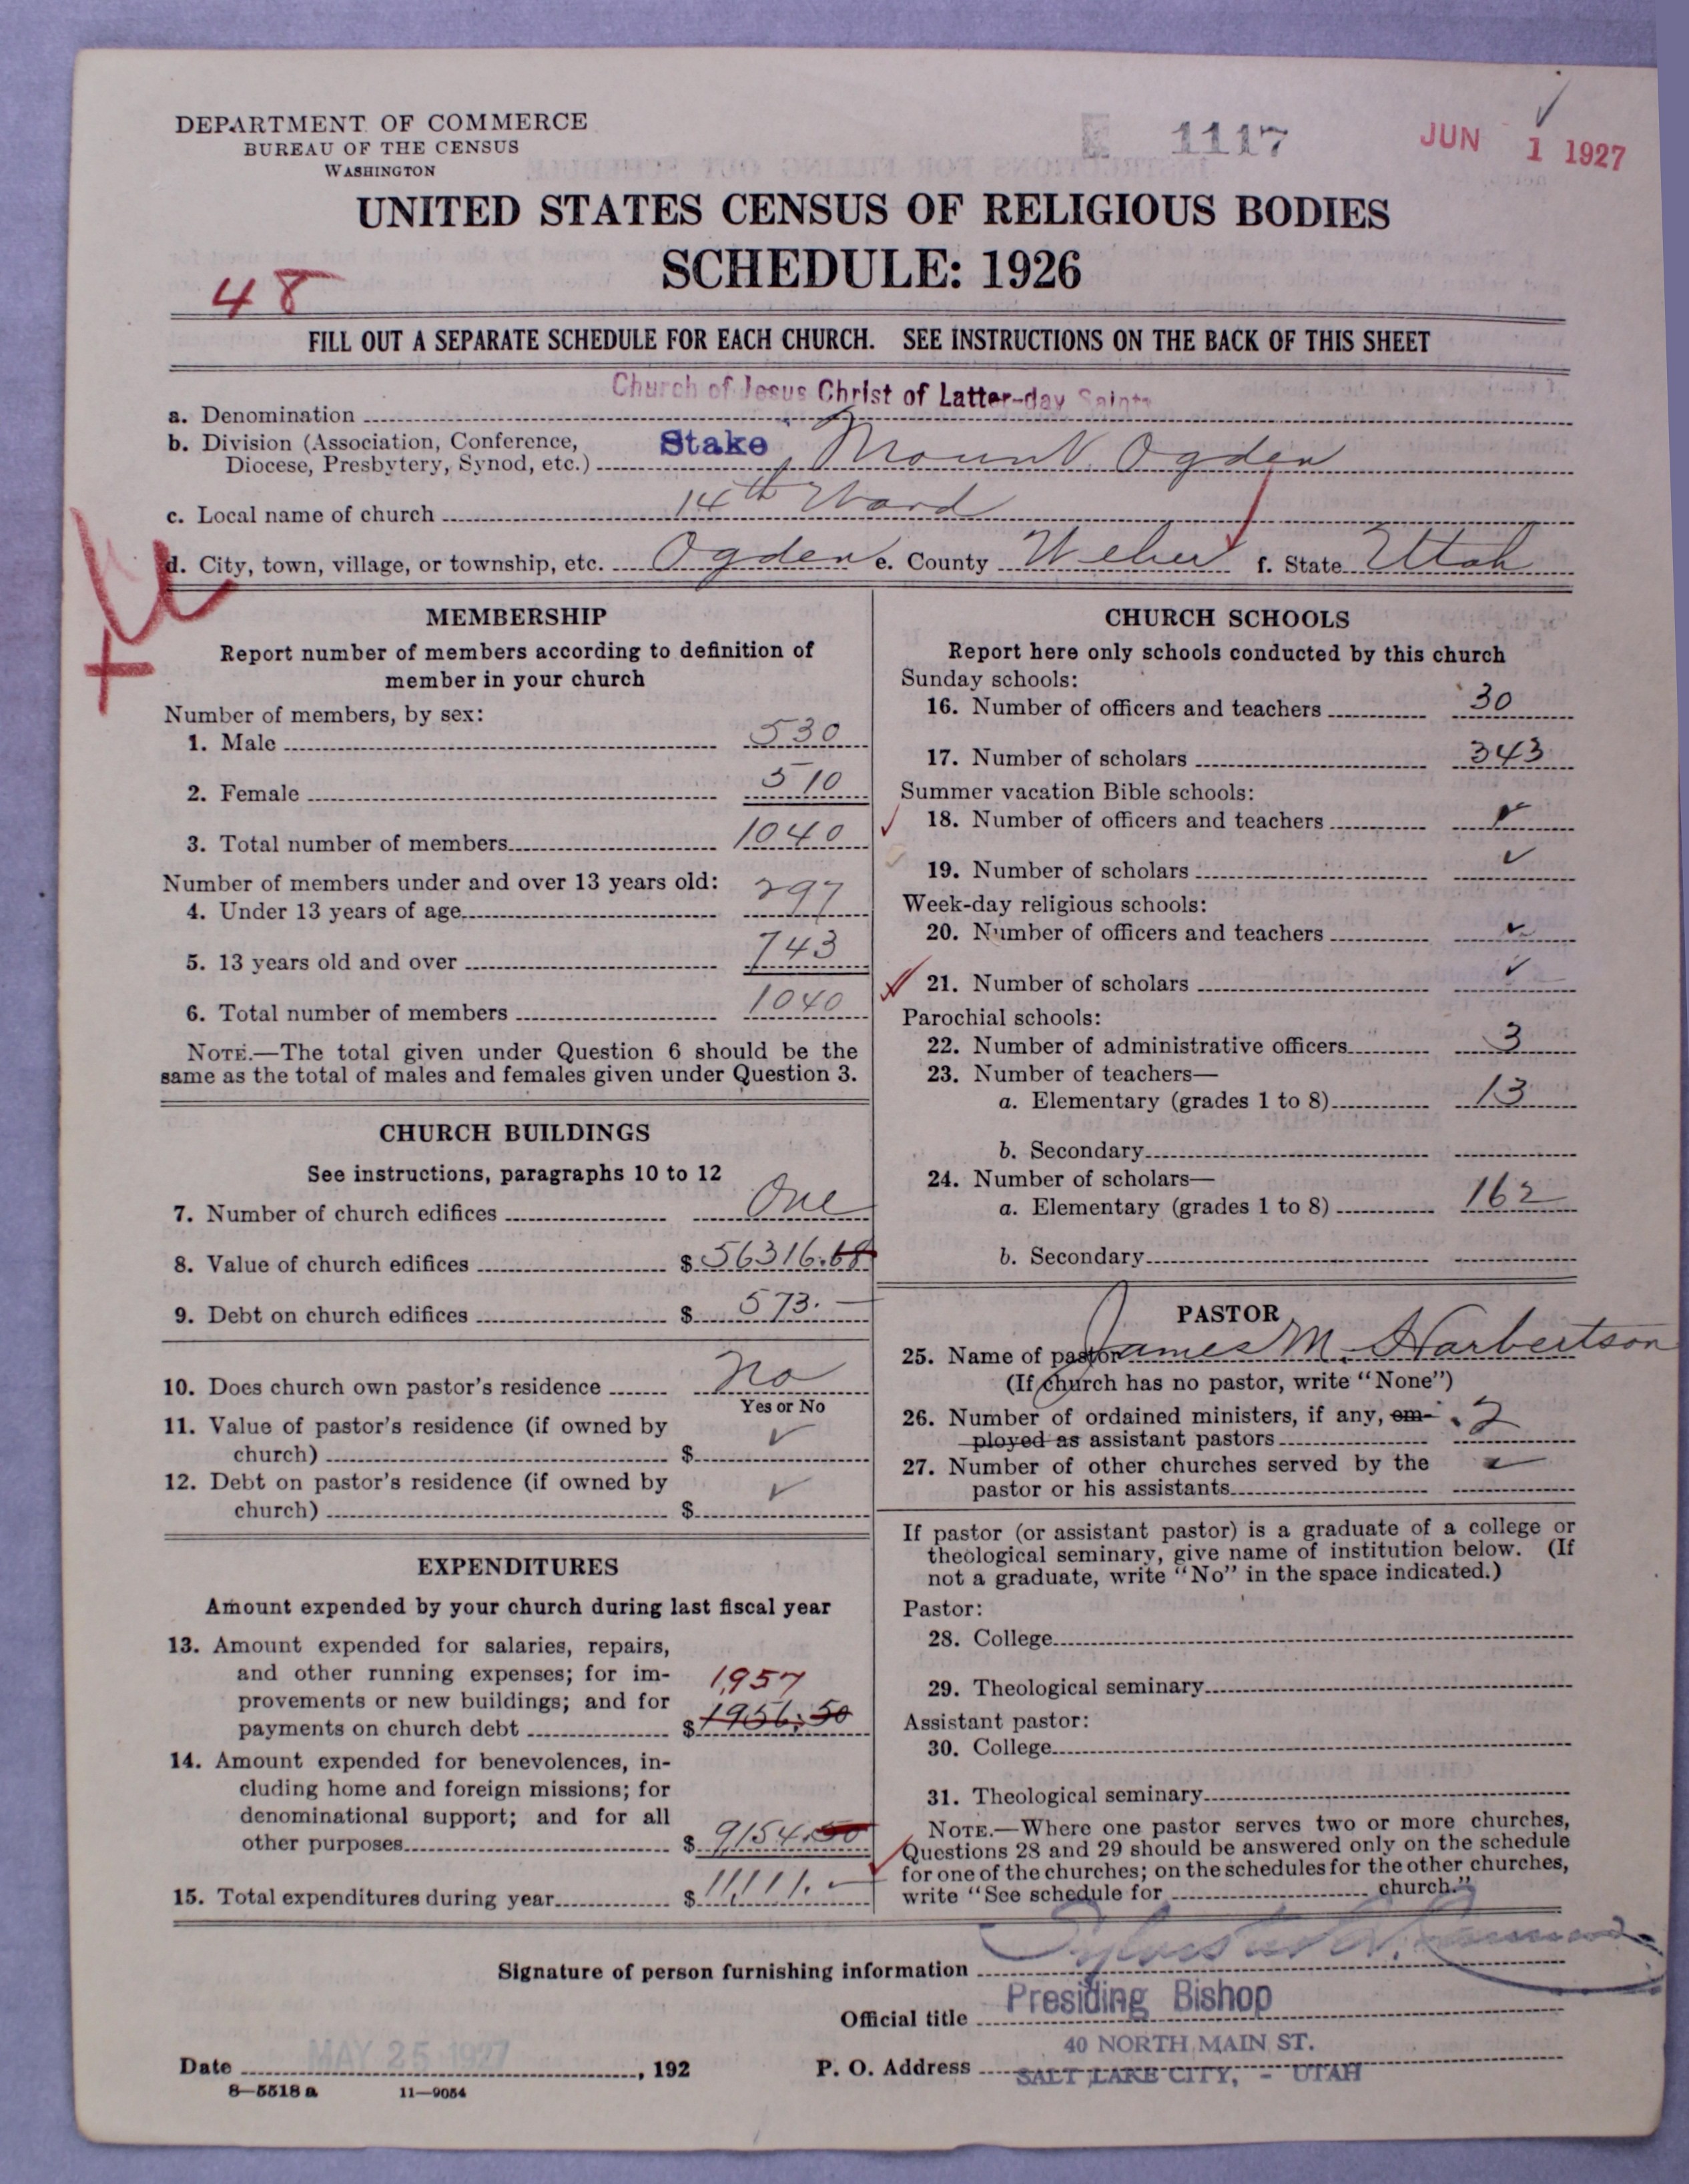 DEPARTMENT OF COMMERCE
BUREAU OF THE CENSUS
WASHINGTON
1117
JUN 1 1927
UNITED STATES CENSUS OF RELIGIOUS BODIES
SCHEDULE: 1926
48
FILL OUT A SEPARATE SCHEDULE FOR EACH CHURCH. SEE INSTRUCTIONS ON THE BACK OF THIS SHEET
a. Denomination Church of Jesus Christ of Latter-day Saints
b. Division (Association, Conference,
Diocese, Presbytery, Synod, etc.) Stake Mount Ogden
c. Local name of church 14th Ward
d. City, town, village, or township, etc. Ogden e. County Weber f. State Utah
MEMBERSHIP
Report number of members according to definition of
member in your church
Number of members, by sex:
1. Male 530
2. Female 510
3. Total number of members 1040
Number of members under and over 13 years old:
4. Under 13 years of age 297
5. 13 years old and over 743
6. Total number of members 1040
NOTE.—The total given under Question 6 should be the
same as the total of males and females given under Question 3.
CHURCH BUILDINGS
See instructions, paragraphs 10 to 12
7. Number of church edifices One
8. Value of church edifices $ 56316.68
9. Debt on church edifices $ 573.—
10. Does church own pastor's residence No
Yes or No
11. Value of pastor's residence (if owned by
church) $ ✓
12. Debt on pastor's residence (if owned by
church) $ ✓
EXPENDITURES
Amount expended by your church during last fiscal year
13. Amount expended for salaries, repairs,
and other running expenses; for im-
provements or new buildings; and for
payments on church debt $ 1956.50
1,957
14. Amount expended for benevolences, in-
cluding home and foreign missions; for
denominational support; and for all
other purposes $ 9154.50
15. Total expenditures during year $ 11,111.—
CHURCH SCHOOLS
Report here only schools conducted by this church
Sunday schools:
16. Number of officers and teachers 30
17. Number of scholars 343
Summer vacation Bible schools:
18. Number of officers and teachers ✓
19. Number of scholars ✓
Week-day religious schools:
20. Number of officers and teachers ✓
21. Number of scholars ✓
Parochial schools:
22. Number of administrative officers 3
23. Number of teachers—
a. Elementary (grades 1 to 8) 13
b. Secondary
24. Number of scholars—
a. Elementary (grades 1 to 8) 162
b. Secondary
PASTOR
25. Name of pastor James M. Harbertson
(If church has no pastor, write "None")
26. Number of ordained ministers, if any, em-
ployed as assistant pastors 2
27. Number of other churches served by the
pastor or his assistants ✓
If pastor (or assistant pastor) is a graduate of a college or
theological seminary, give name of institution below. (If
not a graduate, write "No" in the space indicated.)
Pastor:
28. College
29. Theological seminary
Assistant pastor:
30. College
31. Theological seminary
NOTE.—Where one pastor serves two or more churches,
Questions 28 and 29 should be answered only on the schedule
for one of the churches; on the schedules for the other churches,
write "See schedule for church."
Signature of person furnishing information
Official title Presiding Bishop
Date MAY 25 1927, 192
P. O. Address 40 NORTH MAIN ST.
SALT LAKE CITY, - UTAH
8—5518 a 11—9054